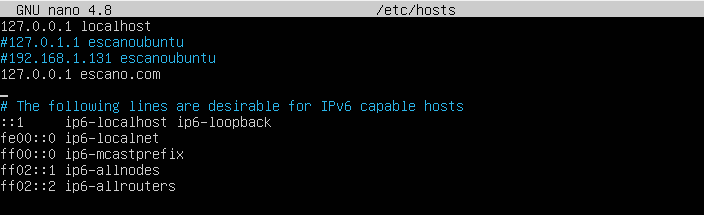 GNU nano 4.8 /etc/hosts
127.0.0.1 localhost
#127.0.1.1 escanoubuntu
#192.168.1.131 escanoubuntu
127.0.0.1 escano.com
# The following lines are desirable for IPv6 capable hosts
::1 ip6-localhost ip6-loopback
fe00::0 ip6-localnet
ff00::0 ip6-mcastprefix
ff02::1 ip6-allnodes
ff02::2 ip6-allrouters